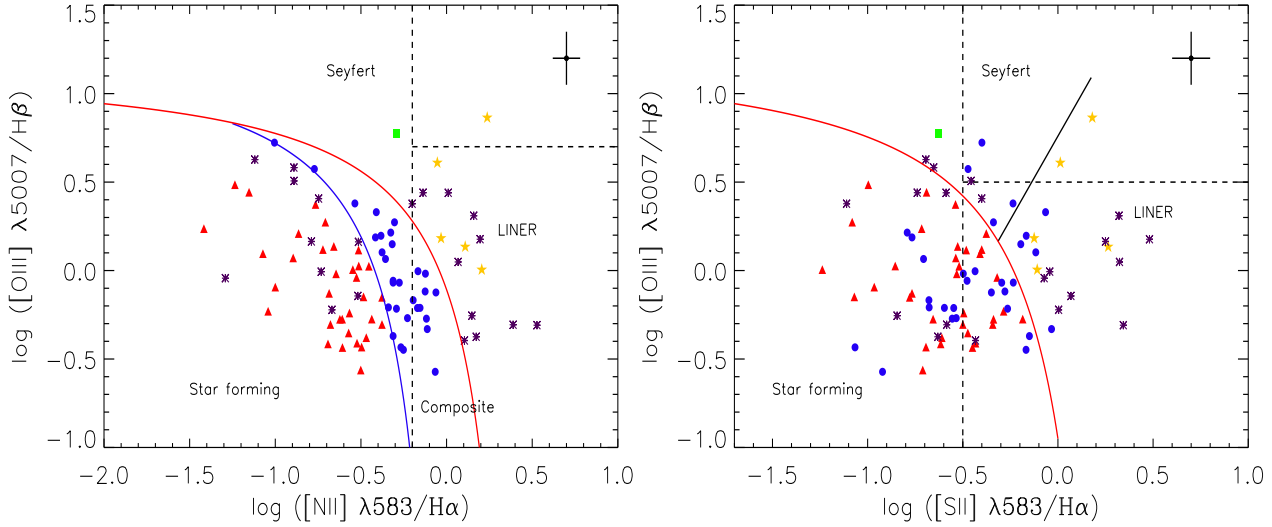 1.5
1.0
0.5
0.0
−0.5
−1.0
log ([OIII] λ5007/Hβ)
Seyfert
LINER
Star forming
Composite
−2.0 −1.5 −1.0 −0.5 0.0 0.5 1.0
log ([NII] λ583/Hα)
1.5
1.0
0.5
0.0
−0.5
−1.0
log ([OIII] λ5007/Hβ)
Seyfert
LINER
Star forming
−1.5 −1.0 −0.5 0.0 0.5 1.0
log ([SII] λ583/Hα)